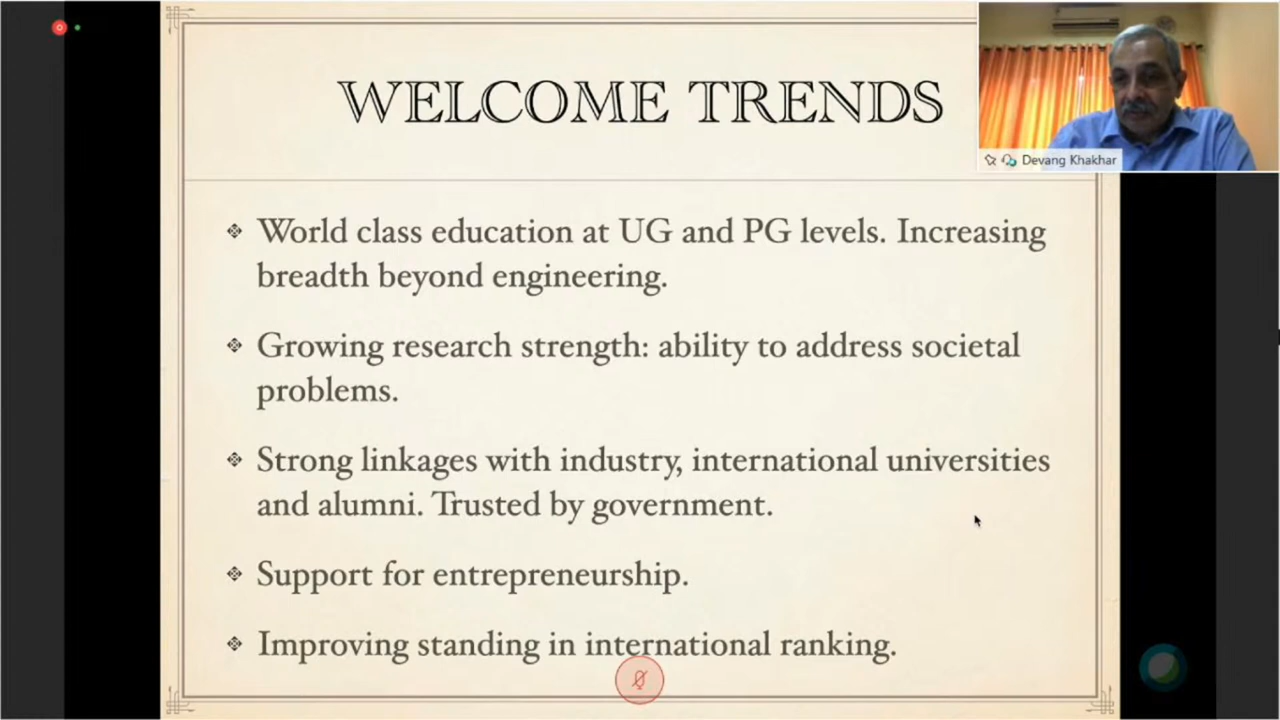 WELCOME TRENDS
Devang Khakhar
World class education at UG and PG levels. Increasing
breadth beyond engineering.
Growing research strength: ability to address societal
problems.
Strong linkages with industry, international universities
and alumni. Trusted by government.
Support for entrepreneurship.
Improving standing in international ranking.